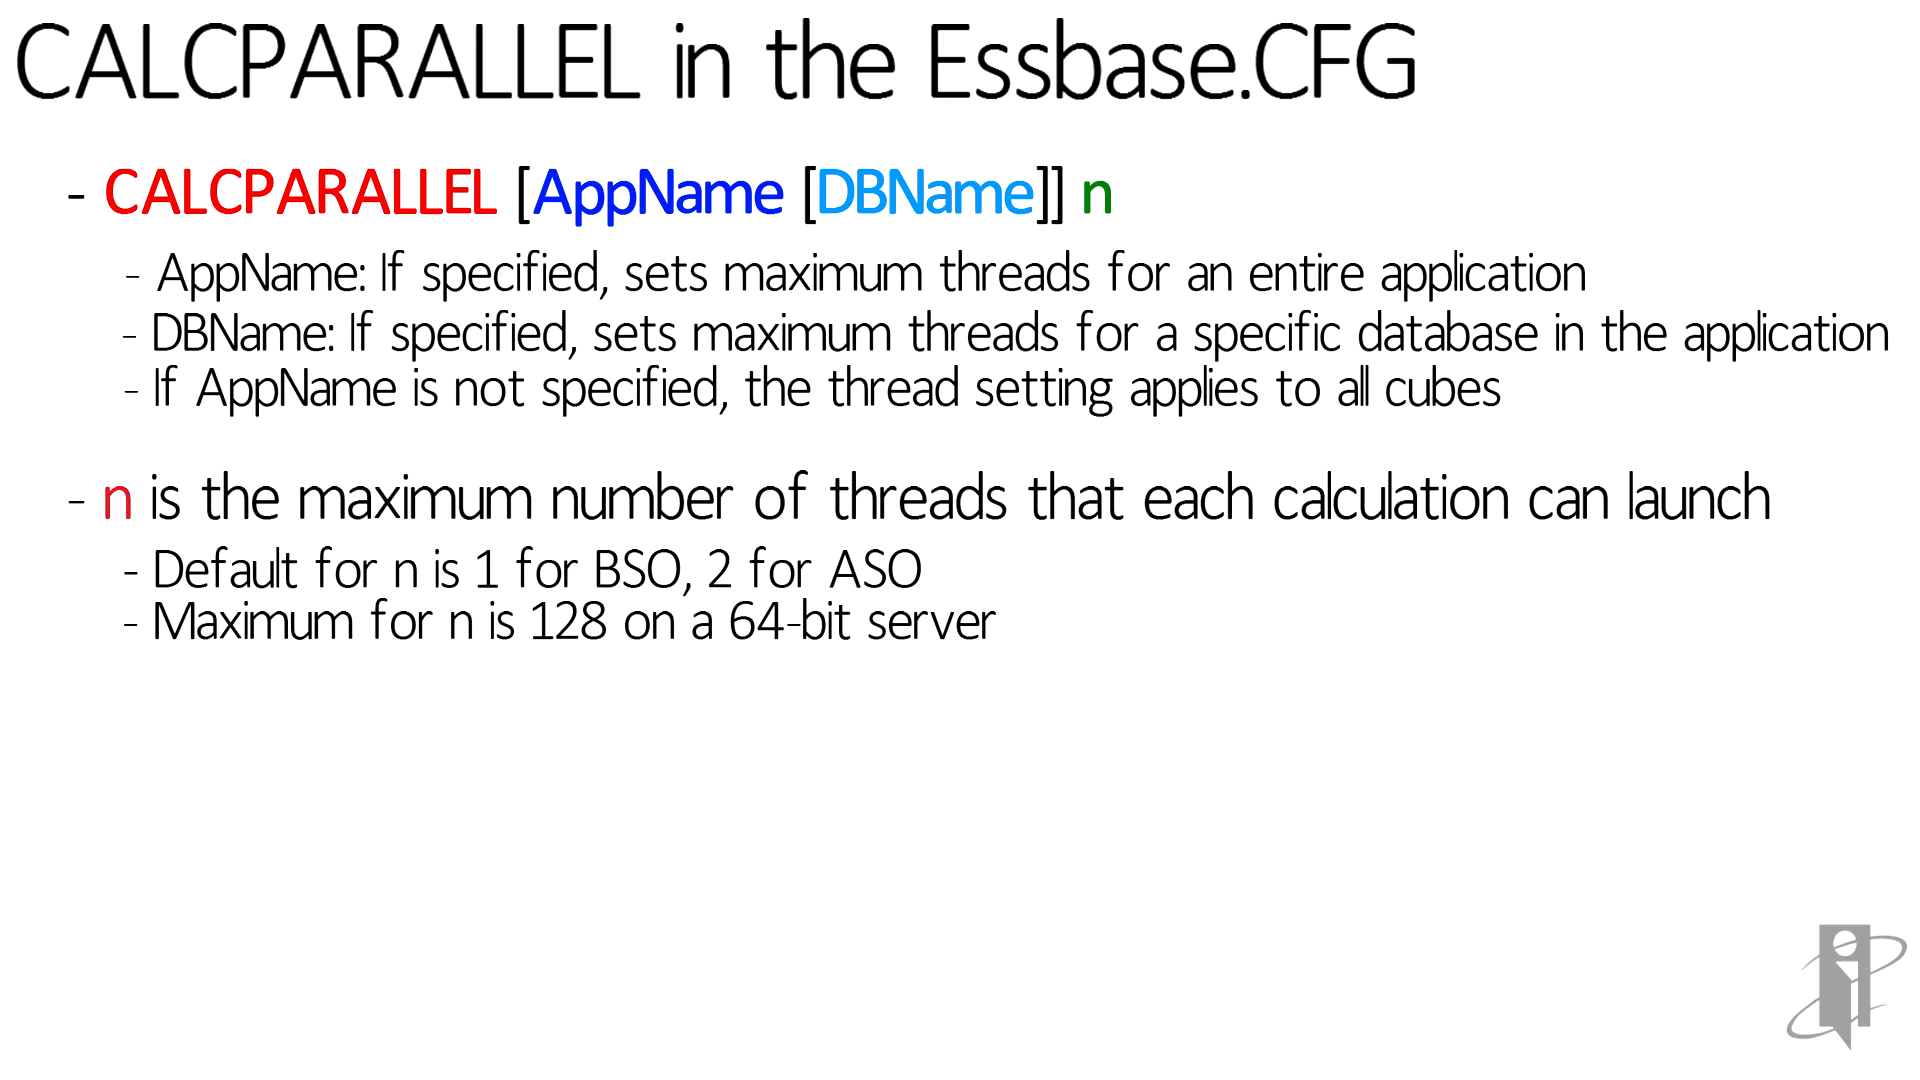 CALCPARALLEL in the Essbase.CFG
- CALCPARALLEL [AppName [DBName]] n
- AppName: If specified, sets maximum threads for an entire application
- DBName: If specified, sets maximum threads for a specific database in the application
- If AppName is not specified, the thread setting applies to all cubes
- n is the maximum number of threads that each calculation can launch
- Default for n is 1 for BSO, 2 for ASO
- Maximum for n is 128 on a 64-bit server